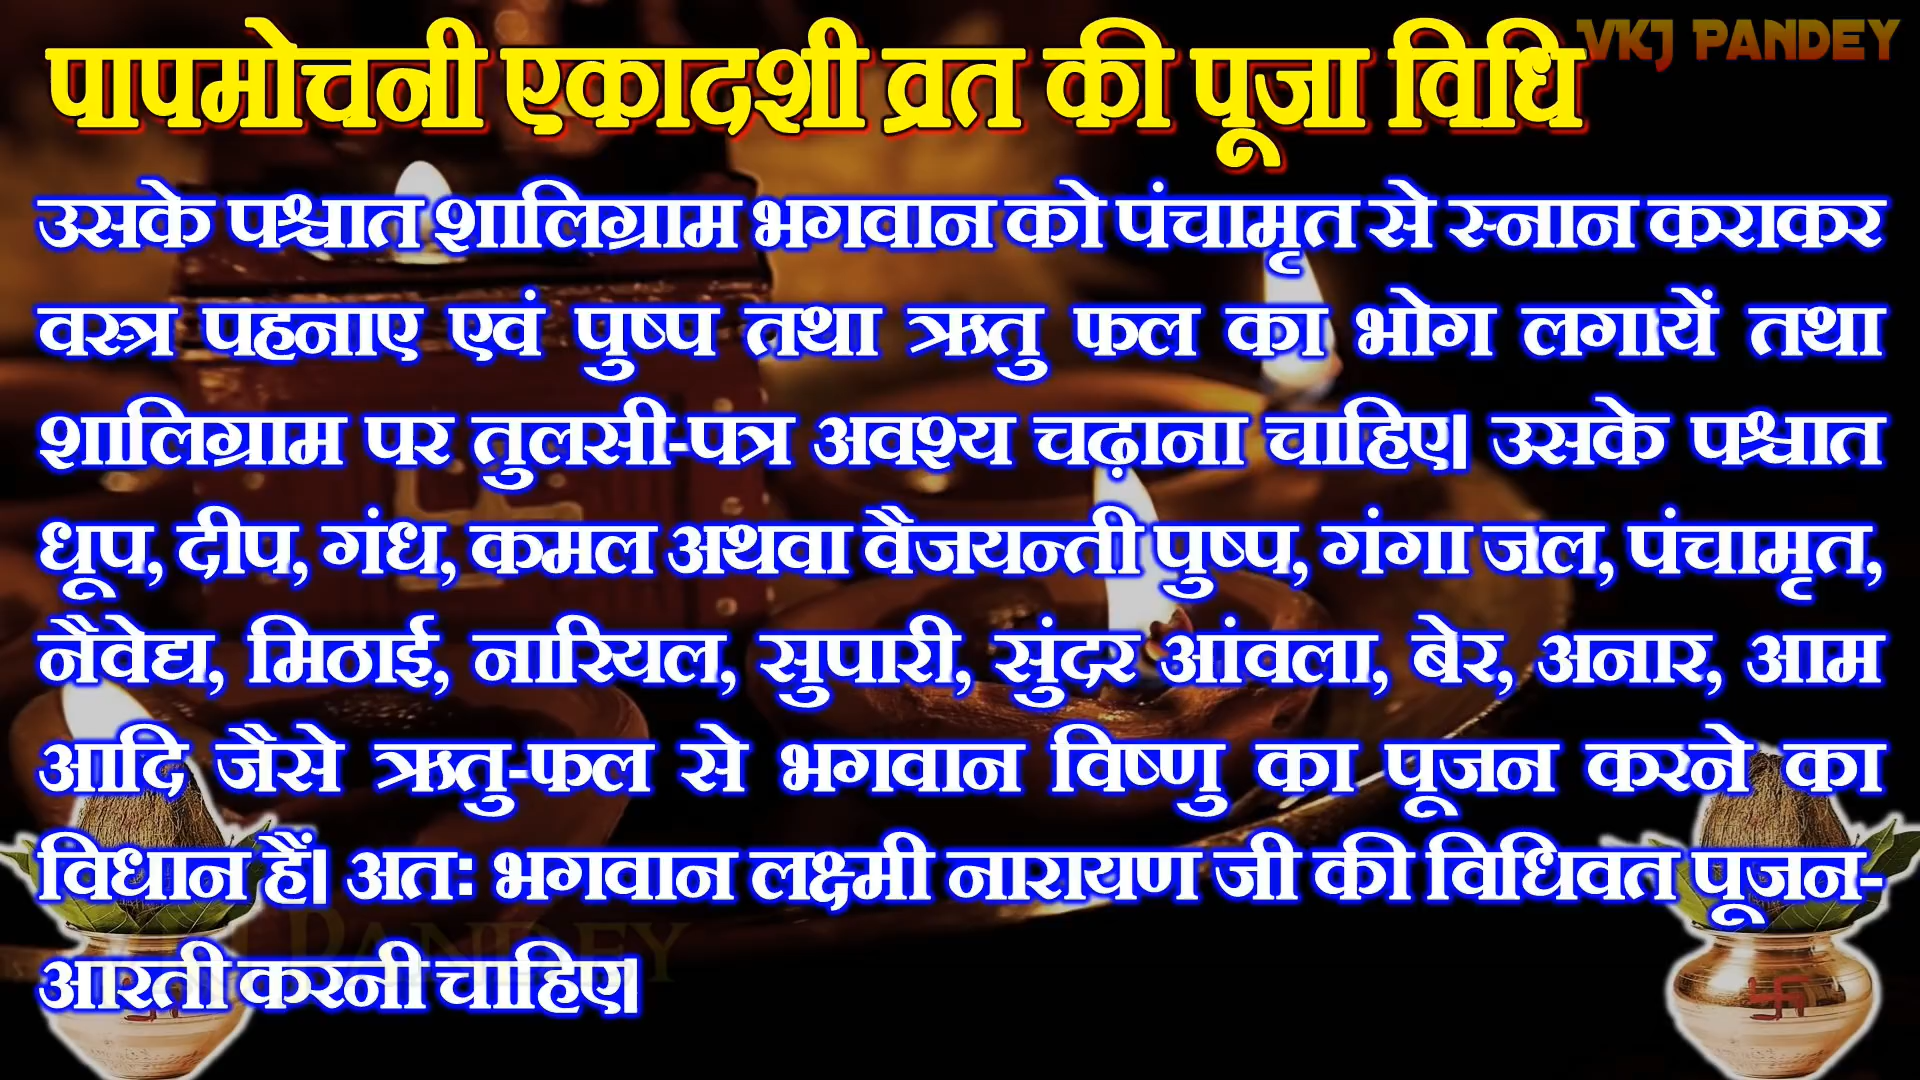 VKJ PANDEY
पापमोचनी एकादशी व्रत की पूजा विधि
उसके पश्चात शालिग्राम भगवान को पंचामृत से स्नान कराकर
वस्त्र पहनाए एवं पुष्प तथा ऋतु फल का भोग लगायें तथा
शालिग्राम पर तुलसी-पत्र अवश्य चढ़ाना चाहिए। उसके पश्चात
धूप, दीप, गंध, कमल अथवा वैजयन्ती पुष्प, गंगा जल, पंचामृत,
नैवेद्य, मिठाई, नारियल, सुपारी, सुंदर आंवला, बेर, अनार, आम
आदि जैसे ऋतु-फल से भगवान विष्णु का पूजन करने का
विधान हैं। अतः भगवान लक्ष्मी नारायण जी की विधिवत पूजन-
आरती करनी चाहिए।
VKJ PANDEY